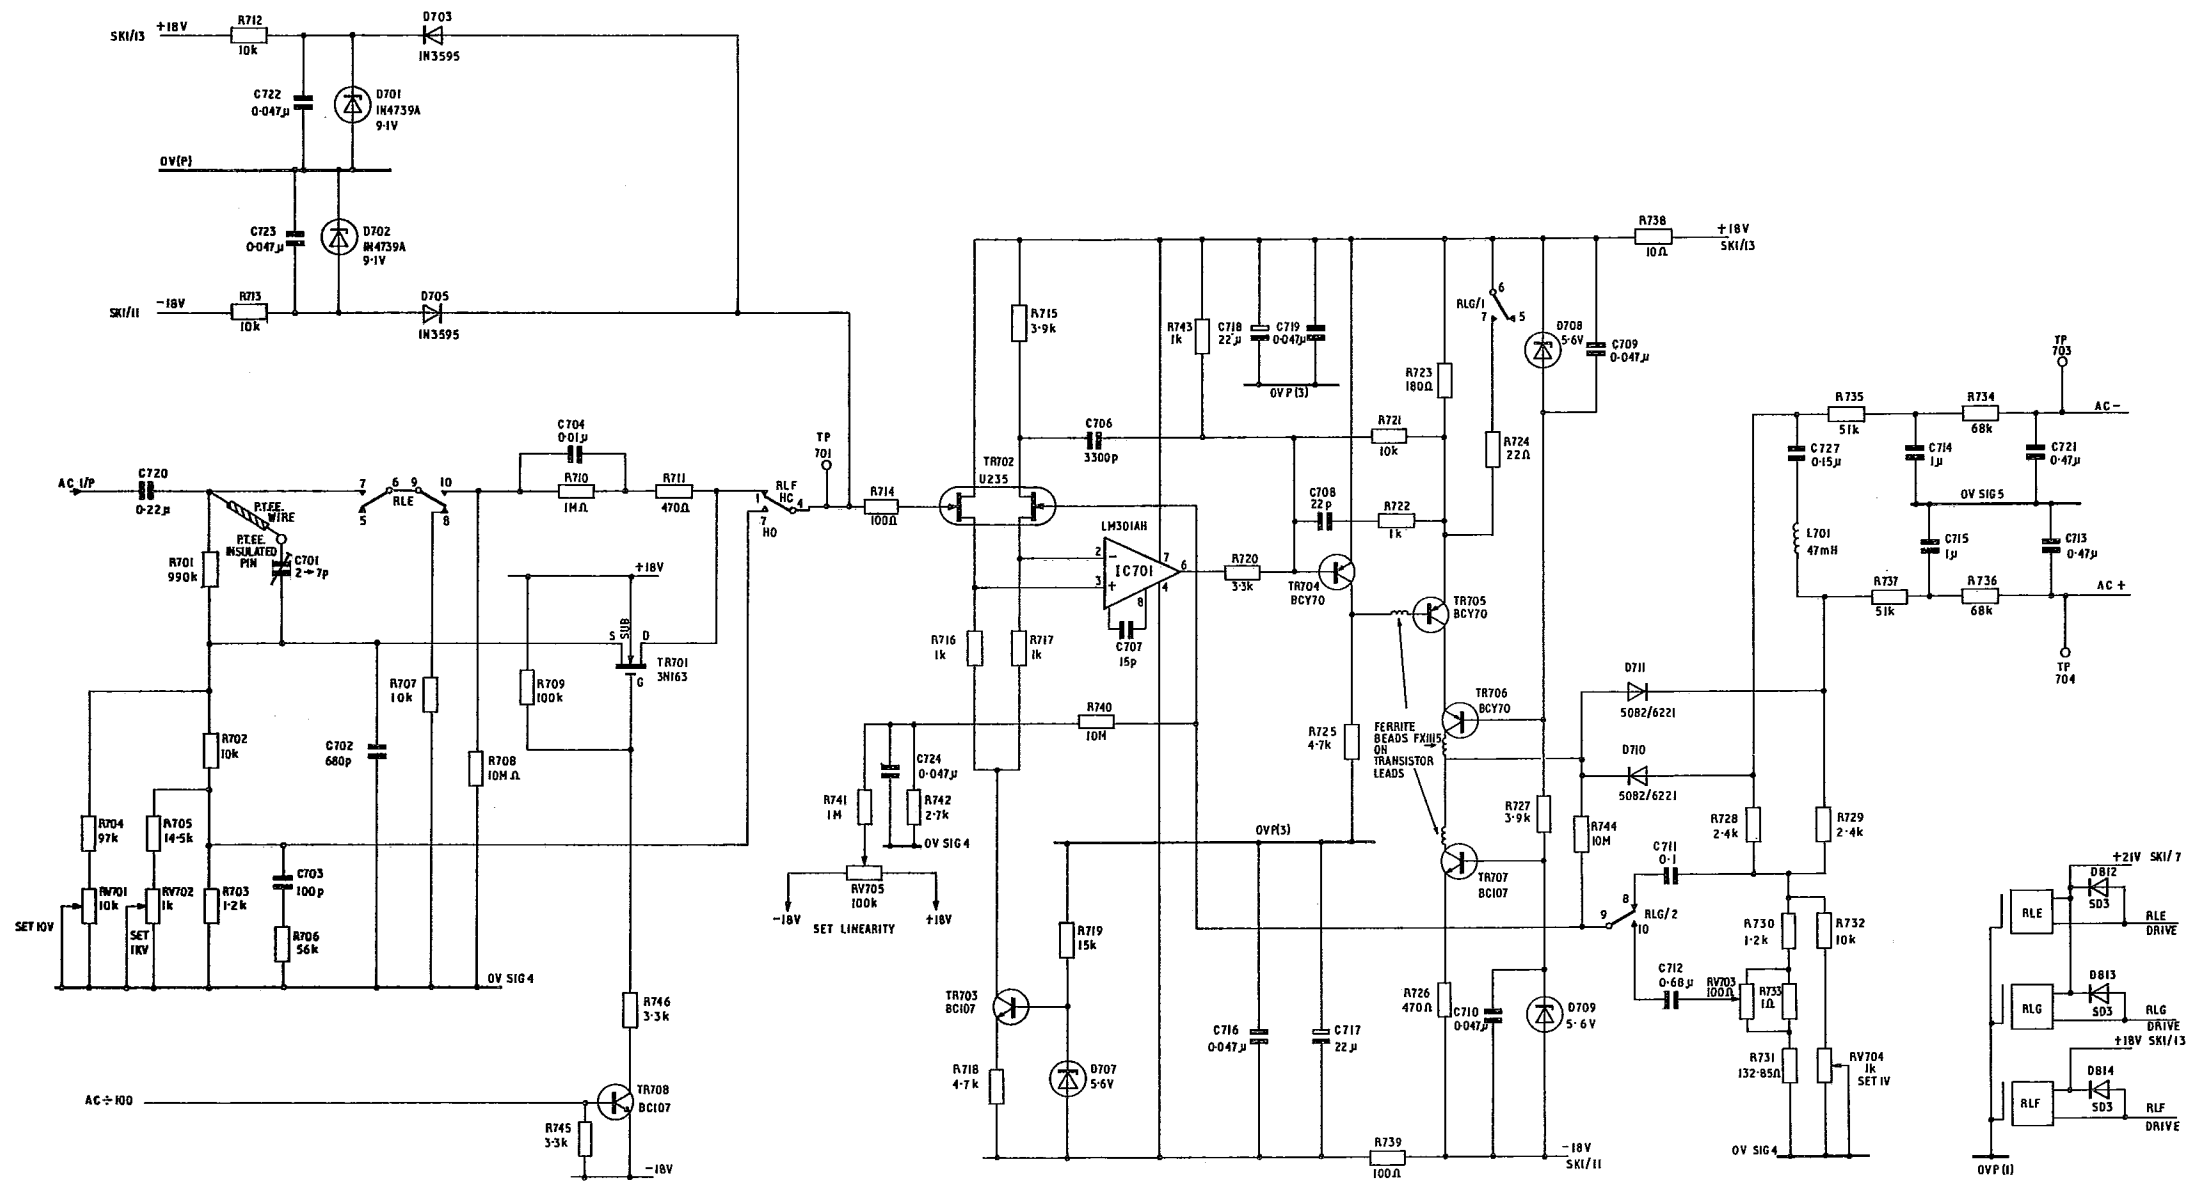 SK1/13 +18V
R712
10k
D703
1N3595
C722
0·047µ
D701
1N4739A
9·1V
0V(P)
C723
0·047µ
D702
1N4739A
9·1V
SK1/11 -18V
R713
10k
D705
1N3595
AC I/P
C720
0·22µ
P.T.F.E.
WIRE
P.T.F.E.
INSULATED
PIN
C701
2→7p
R701
990k
7 6 9 10
5 RLE 8
C704
0·01µ
R710
1MΩ
R711
470Ω
RLF
HC
1 4
7
HO
TP
701
R714
100Ω
+18V
S SUB D
TR701
3N163
G
R709
100k
R707
10k
R702
10k
C702
680p
R708
10MΩ
R704
97k
R705
14·5k
RV701
10k
SET 10V
RV702
1k
SET
1KV
R703
1·2k
C703
100p
R706
56k
0V SIG 4
R746
3·3k
AC÷100
TR708
BC107
R745
3·3k
-18V
R715
3·9k
TR702
U235
C706
3300p
R743
1k
C718
22µ
C719
0·047µ
0V P(3)
LM301AH
IC701
2 -
3 +
7
6
4
8
C707
15p
R716
1k
R717
1k
R720
3·3k
C708
22p
R722
1k
R721
10k
R723
180Ω
TR704
BCY70
TR705
BCY70
RLG/1
6
7 5
R724
22Ω
D708
5·6V
C709
0·047µ
R738
10Ω
+18V
SK1/13
TR706
BCY70
R725
4·7k
FERRITE
BEADS FX1115
ON
TRANSISTOR
LEADS
R740
10M
R741
1M
C724
0·047µ
R742
2·7k
0V SIG 4
RV705
100k
-18V
+18V
SET LINEARITY
0VP(3)
R719
15k
TR703
BC107
R718
4·7k
D707
5·6V
C716
0·047µ
C717
22µ
TR707
BC107
R727
3·9k
R726
470Ω
C710
0·047µ
D709
5·6V
R739
100Ω
-18V
SK1/11
D711
5082/6221
D710
5082/6221
R744
10M
R728
2·4k
R729
2·4k
C711
0·1
8
9 RLG/2
10
C712
0·68µ
RV703
100Ω
R730
1·2k
R732
10k
R733
1Ω
R731
132·85Ω
RV704
1k
SET 1V
0V SIG4
TP
703
R735
51k
R734
68k
AC-
C727
0·15µ
C714
1µ
C721
0·47µ
0V SIG 5
L701
47mH
C715
1µ
C713
0·47µ
R737
51k
R736
68k
AC+
TP
704
+21V SK1/7
D812
SD3
RLE
RLE
DRIVE
D813
SD3
RLG
RLG
DRIVE
+18V SK1/13
D814
SD3
RLF
RLF
DRIVE
0VP(1)